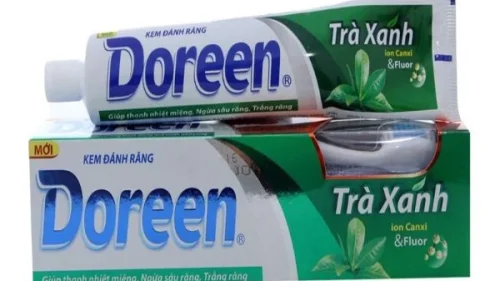 KEM ĐÁNH RĂNG
Doreen®
Giúp thanh nhiệt miệng, Ngừa sâu răng, Trắng răng
Trà Xanh
ion Canxi
&Fluor
MỚI
KEM ĐÁNH RĂNG
Doreen®
Giúp thanh nhiệt miệng, Ngừa sâu răng, Trắng răng
Trà Xanh
ion Canxi
&Fluor